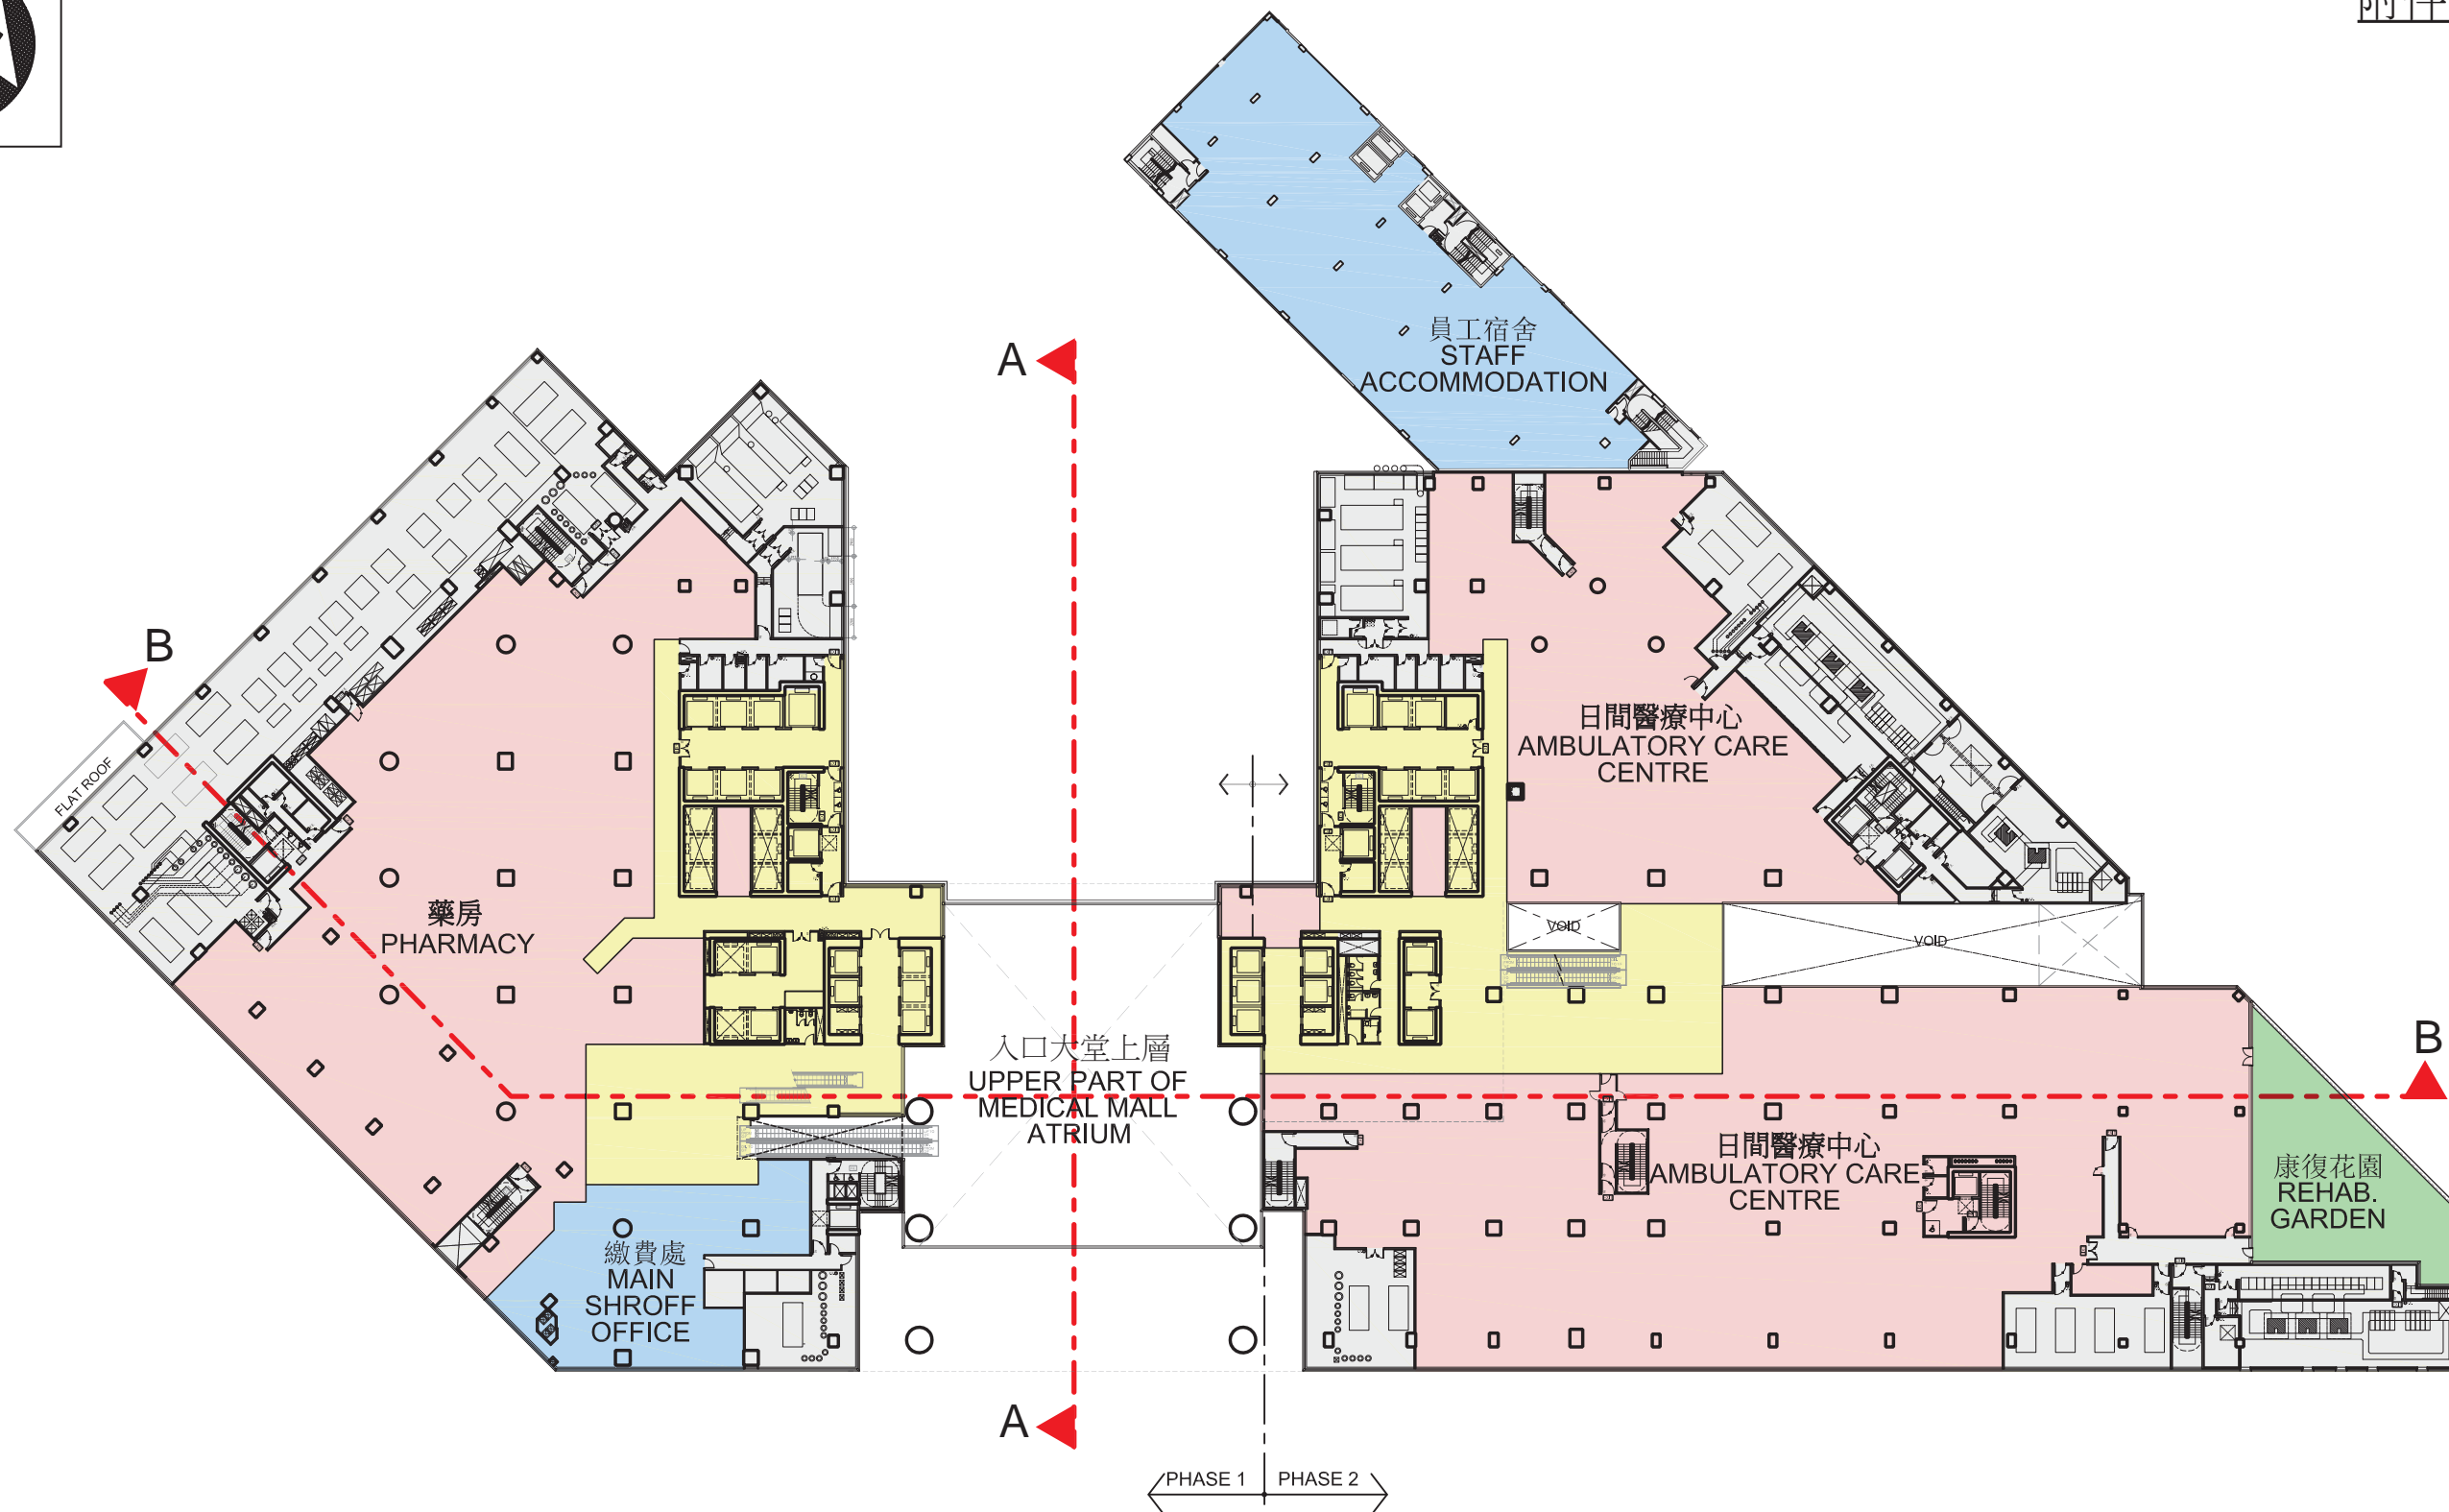 附件
員工宿舍
STAFF
ACCOMMODATION
A
B
FLAT ROOF
日間醫療中心
AMBULATORY CARE
CENTRE
藥房
PHARMACY
VOID
VOID
入口大堂上層
UPPER PART OF
MEDICAL MALL
ATRIUM
B
日間醫療中心
AMBULATORY CARE
CENTRE
康復花園
REHAB.
GARDEN
繳費處
MAIN
SHROFF
OFFICE
A
PHASE 1
PHASE 2